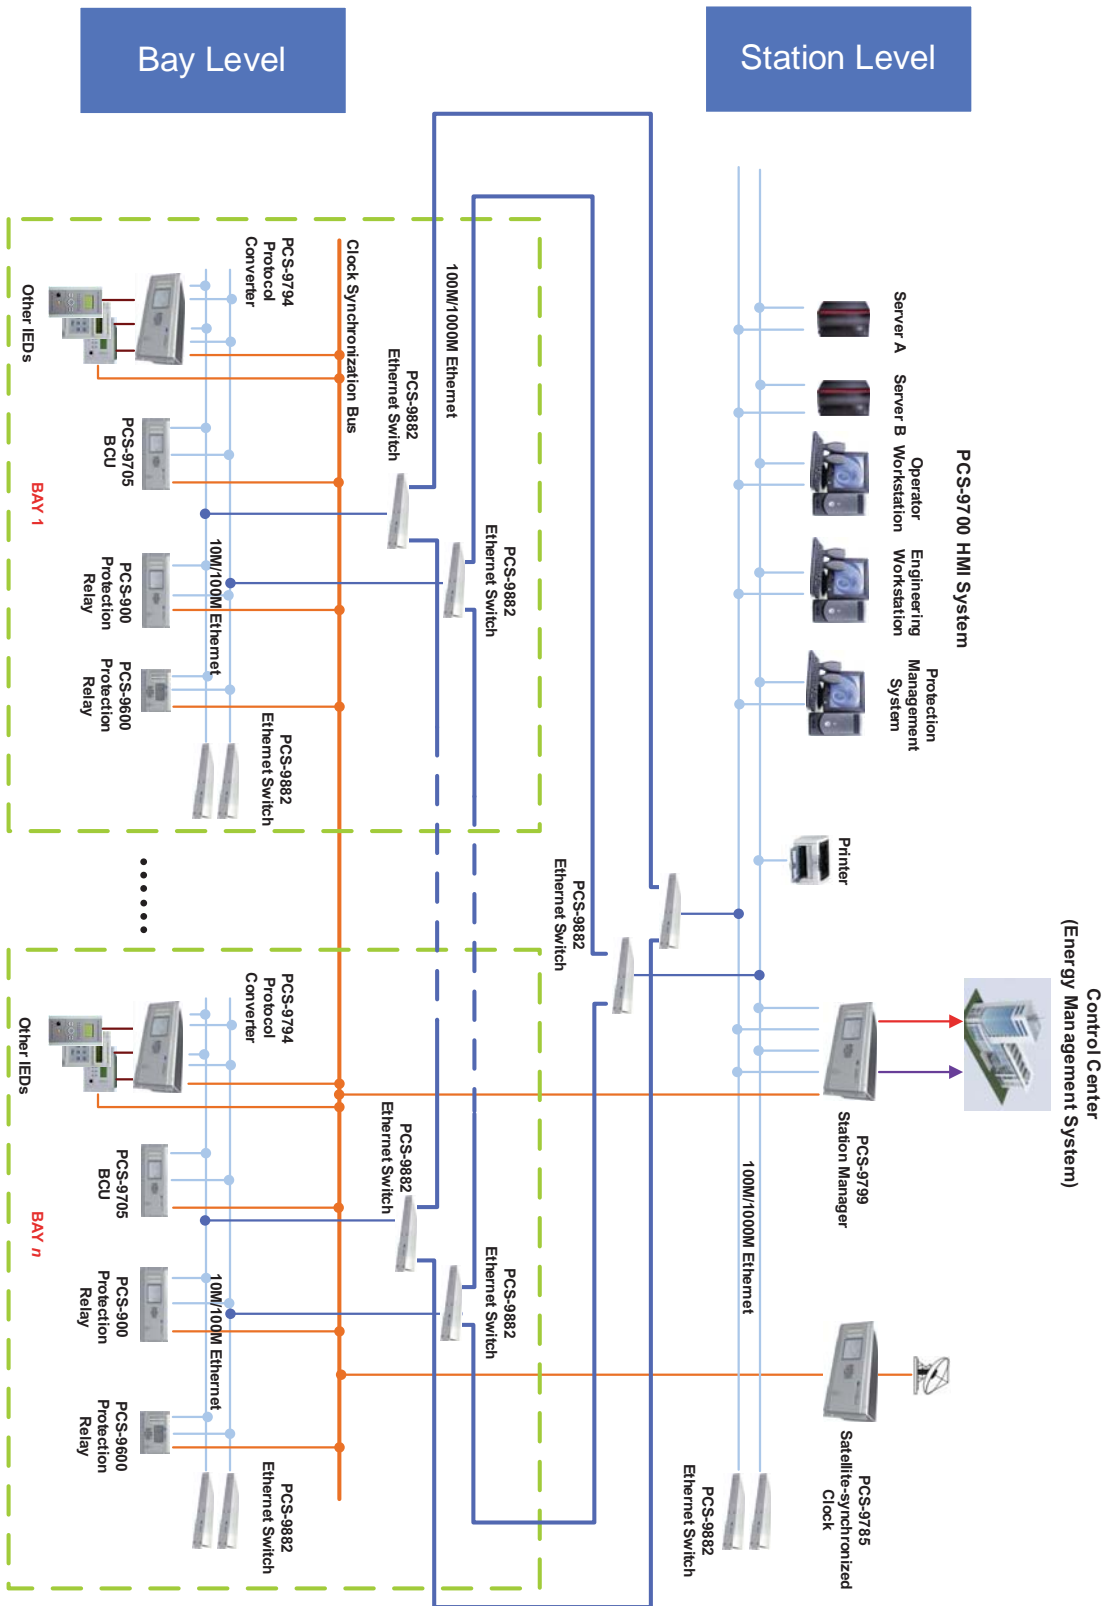 Bay Level
Station Level
Control Center
(Energy Management System)
PCS-9700 HMI System
Server A
Server B
Operator
Workstation
Engineering
Workstation
Protection
Management
System
Printer
PCS-9799
Station Manager
PCS-9785
Satellite-synchronized
Clock
100M/1000M Ethernet
PCS-9882
Ethernet Switch
PCS-9882
Ethernet Switch
100M/1000M Ethernet
PCS-9882
Ethernet Switch
PCS-9882
Ethernet Switch
PCS-9882
Ethernet Switch
PCS-9882
Ethernet Switch
Clock Synchronization Bus
PCS-9794
Protocol
Converter
10M/100M Ethernet
PCS-9882
Ethernet Switch
Other IEDs
PCS-9705
BCU
PCS-900
Protection
Relay
PCS-9600
Protection
Relay
BAY 1
PCS-9794
Protocol
Converter
10M/100M Ethernet
PCS-9882
Ethernet Switch
Other IEDs
PCS-9705
BCU
PCS-900
Protection
Relay
PCS-9600
Protection
Relay
BAY n